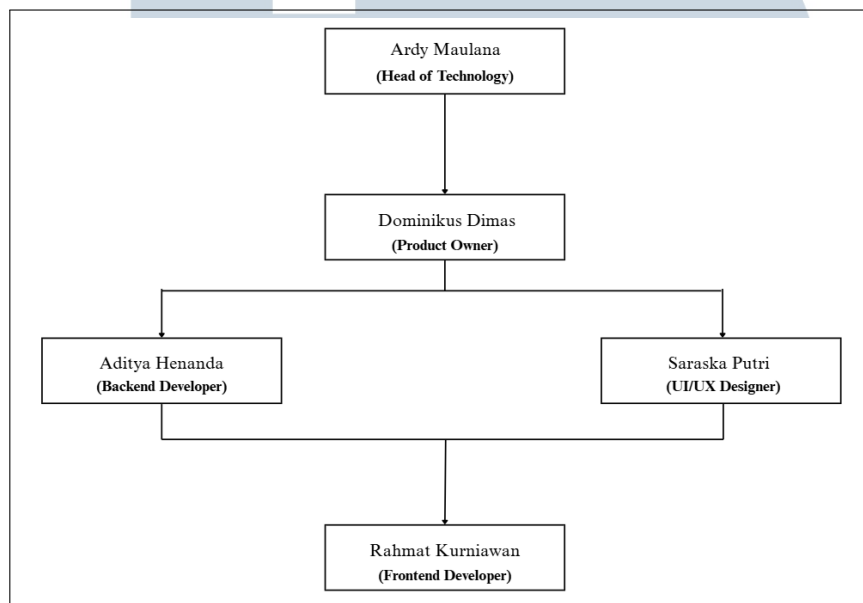 Ardy Maulana
(Head of Technology)
Dominikus Dimas
(Product Owner)
Aditya Henanda
(Backend Developer)
Saraska Putri
(UI/UX Designer)
Rahmat Kurniawan
(Frontend Developer)